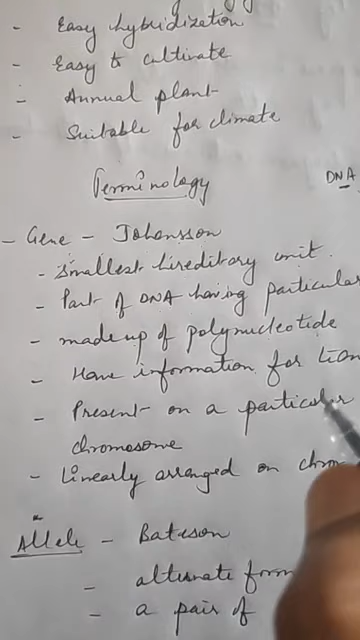 - Easy hybridization
- Easy to cultivate
- Annual plant
- Suitable for climate
Terminology
DNA
- Gene - Johansson
- smallest hireditary unit.
- Part of DNA having particular
- made up of polynucleotide
- Have information for
- Present on a particular
chromosome
- linearly arranged on chrom
Allele - Bateson
- alternate form
- a pair of